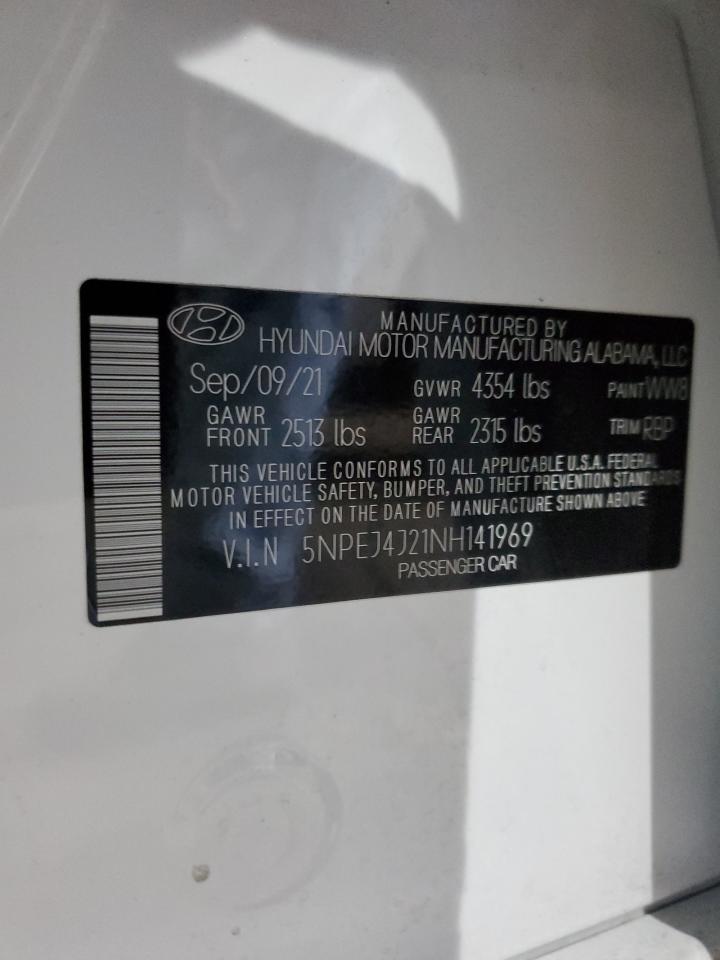 MANUFACTURED BY
HYUNDAI MOTOR MANUFACTURING ALABAMA, LLC
Sep/09/21 GVWR 4354 lbs PAINT WW8
GAWR FRONT 2513 lbs GAWR REAR 2315 lbs TRIM RBP
THIS VEHICLE CONFORMS TO ALL APPLICABLE U.S.A. FEDERAL
MOTOR VEHICLE SAFETY, BUMPER, AND THEFT PREVENTION STANDARDS
IN EFFECT ON THE DATE OF MANUFACTURE SHOWN ABOVE
V.I.N 5NPEJ4J21NH141969
PASSENGER CAR